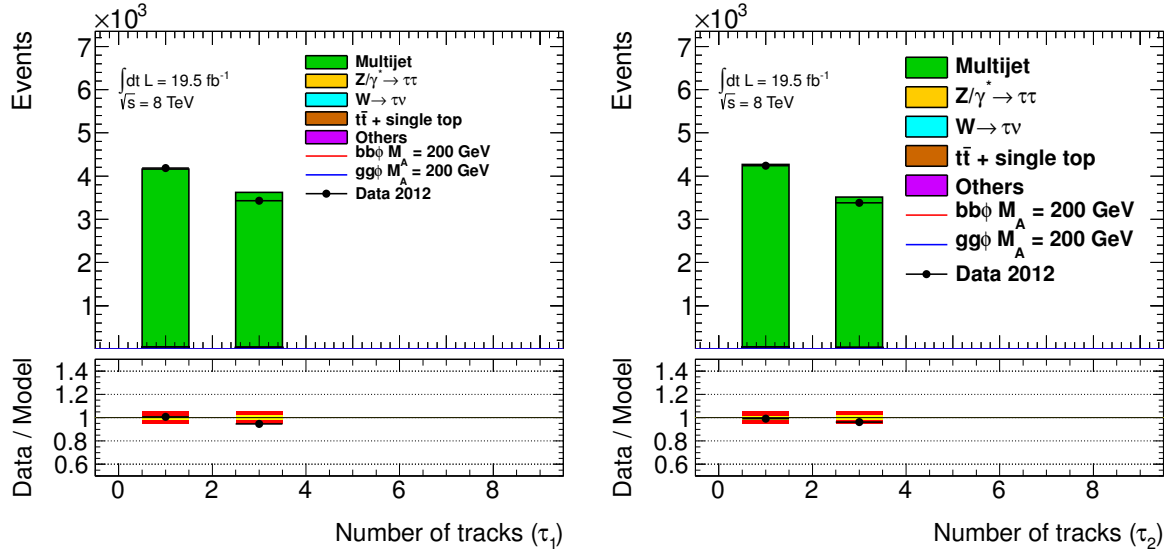 ×10³
Events
7
6
5
4
3
2
1
∫dt L = 19.5 fb⁻¹
√s = 8 TeV
Multijet
Z/γ* → ττ
W → τν
tt̄ + single top
Others
bbϕ M_A = 200 GeV
ggϕ M_A = 200 GeV
Data 2012
Data / Model
1.4
1.2
1
0.8
0.6
0 2 4 6 8
Number of tracks (τ₁)
×10³
Events
7
6
5
4
3
2
1
∫dt L = 19.5 fb⁻¹
√s = 8 TeV
Multijet
Z/γ* → ττ
W → τν
tt̄ + single top
Others
bbϕ M_A = 200 GeV
ggϕ M_A = 200 GeV
Data 2012
Data / Model
1.4
1.2
1
0.8
0.6
0 2 4 6 8
Number of tracks (τ₂)